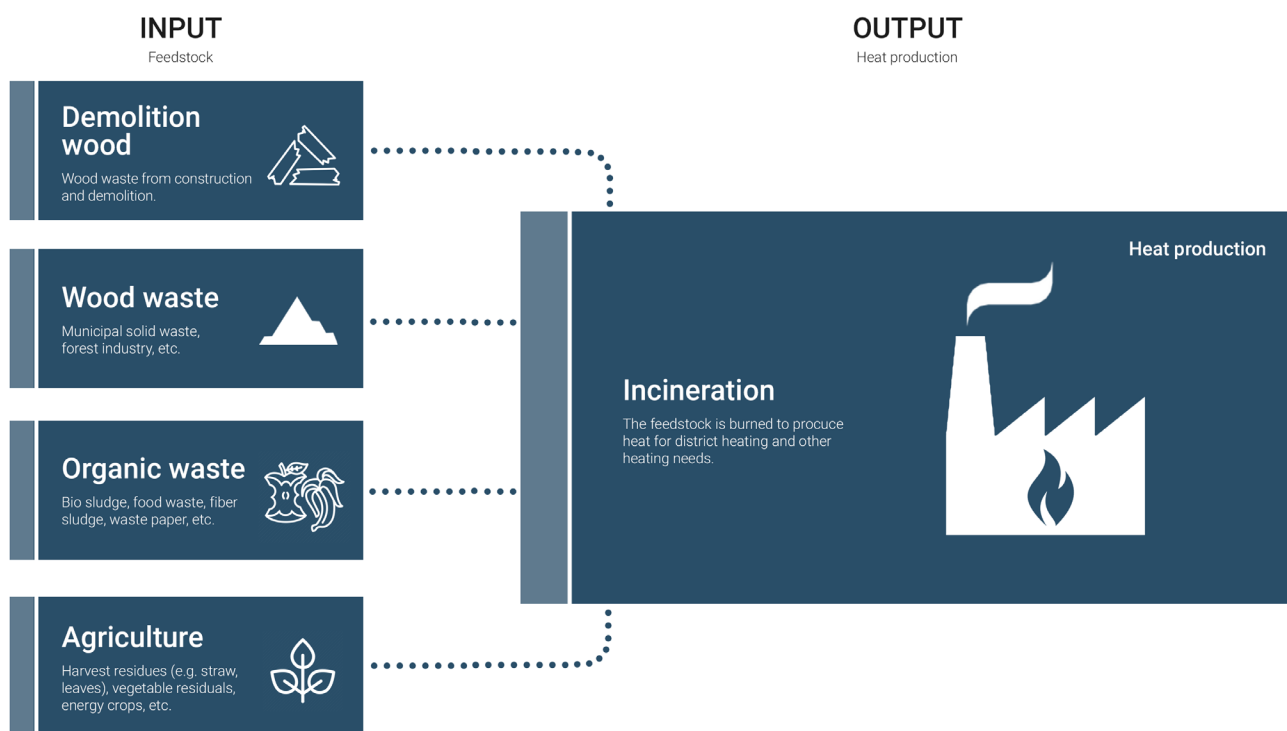 INPUT
Feedstock
OUTPUT
Heat production
Demolition
wood
Wood waste from construction
and demolition.
Wood waste
Municipal solid waste,
forest industry, etc.
Organic waste
Bio sludge, food waste, fiber
sludge, waste paper, etc.
Agriculture
Harvest residues (e.g. straw,
leaves), vegetable residuals,
energy crops, etc.
Heat production
Incineration
The feedstock is burned to procuce
heat for district heating and other
heating needs.